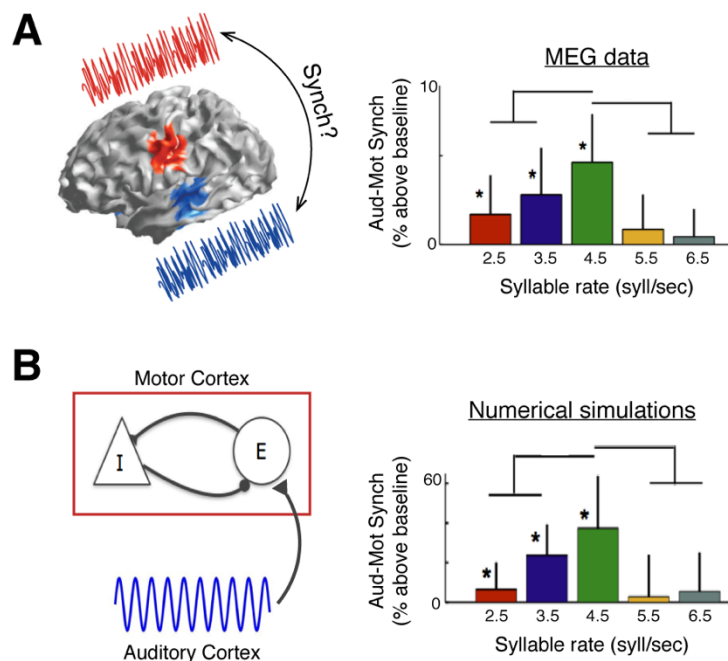 A
Synch?
MEG data
Aud-Mot Synch
(% above baseline)
10
0
* * *
2.5 3.5 4.5 5.5 6.5
Syllable rate (syll/sec)
B
Motor Cortex
I E
Auditory Cortex
Numerical simulations
Aud-Mot Synch
(% above baseline)
60
0
* * *
2.5 3.5 4.5 5.5 6.5
Syllable rate (syll/sec)